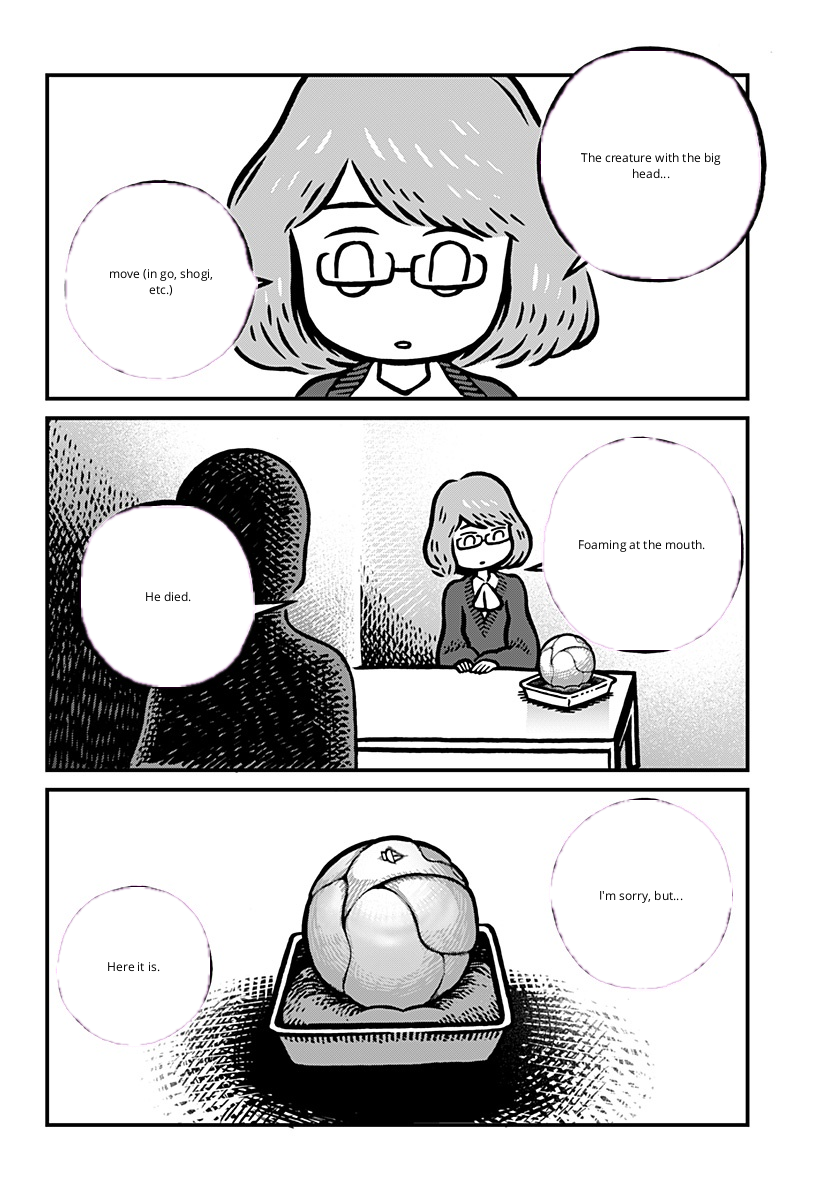 The creature with the big
head...
move (in go, shogi,
etc.)
Foaming at the mouth.
He died.
I'm sorry, but...
Here it is.